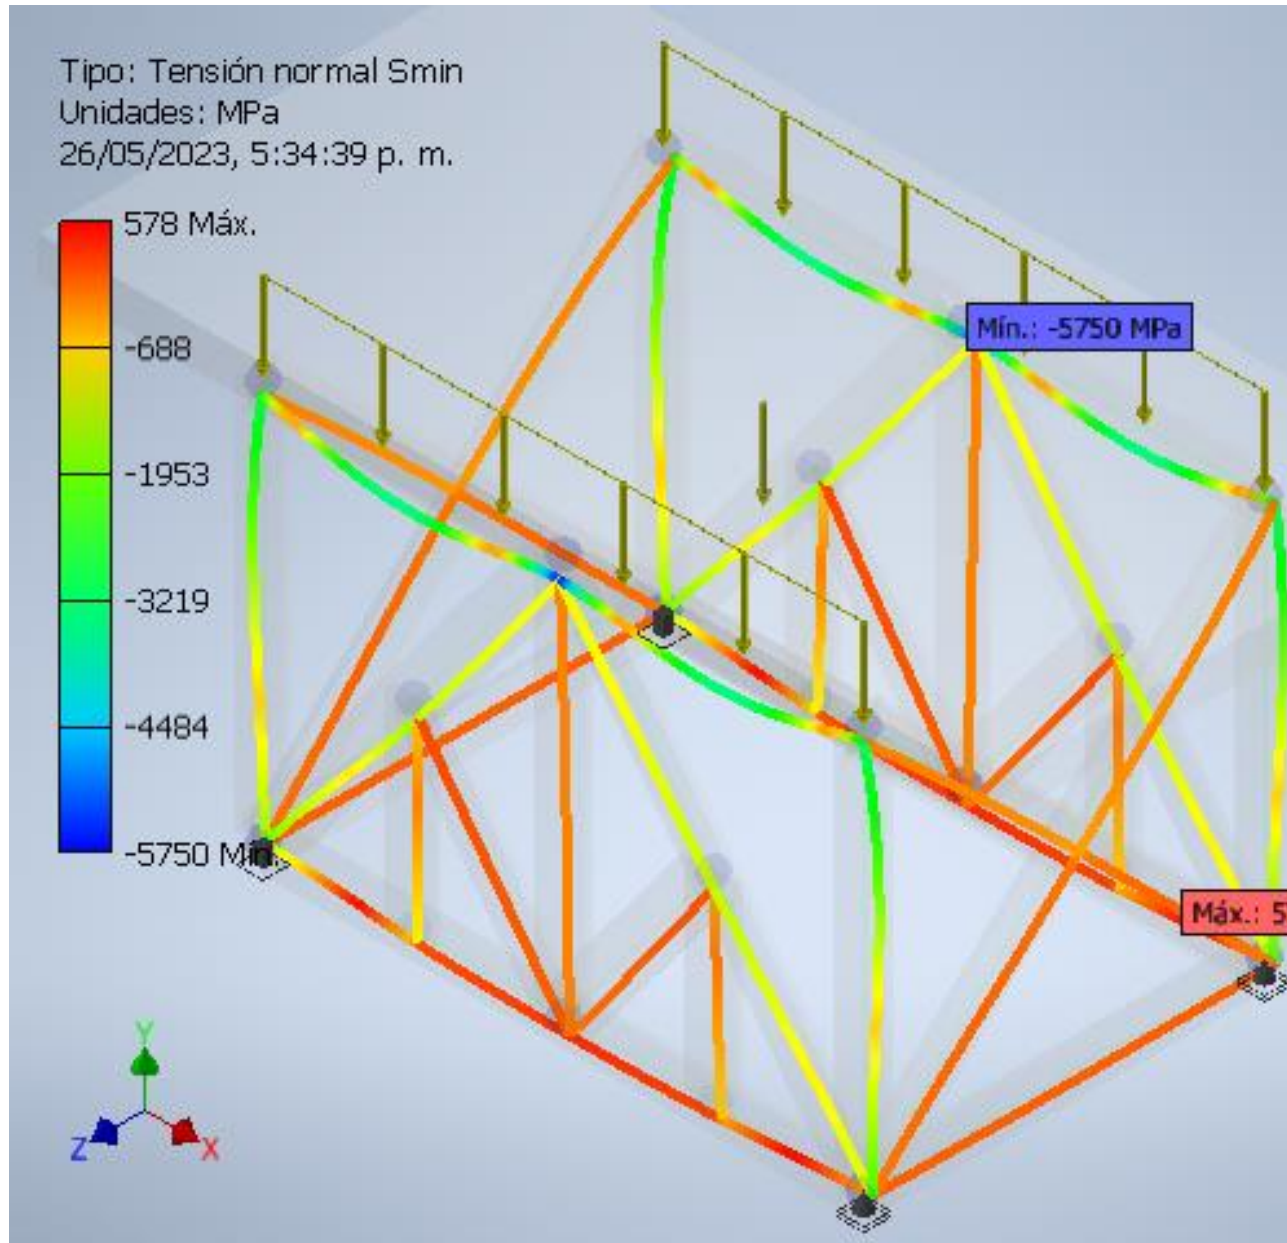 Tipo: Tensión normal Smin
Unidades: MPa
26/05/2023, 5:34:39 p. m.
578 Máx.
-688
-1953
-3219
-4484
-5750 Mín.
Mín.: -5750 MPa
Máx.: 5
Y
Z
X